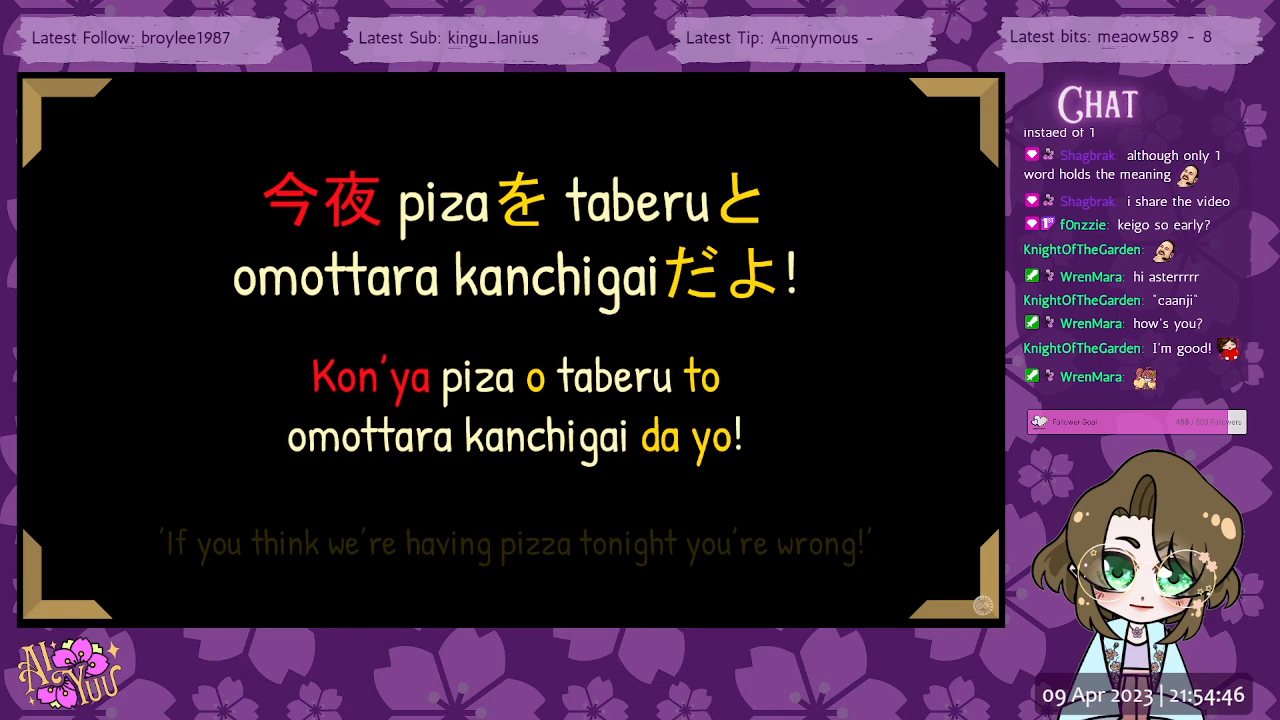 Latest Follow: broylee1987
Latest Sub: kingu_lanius
Latest Tip: Anonymous -
Latest bits: meaow589 - 8
今夜 pizaを taberuと
omottara kanchigaiだよ!
Kon'ya piza o taberu to
omottara kanchigai da yo!
'If you think we're having pizza tonight you're wrong!'
CHAT
instaed of 1
Shagbrak: although only 1
word holds the meaning
Shagbrak: i share the video
f0nzzie: keigo so early?
KnightOfTheGarden:
WrenMara: hi asterrrrr
KnightOfTheGarden: "caanji"
WrenMara: how's you?
KnightOfTheGarden: I'm good!
WrenMara:
Follower Goal
458 / 500 Followers
AI YUU
09 Apr 2023 | 21:54:46